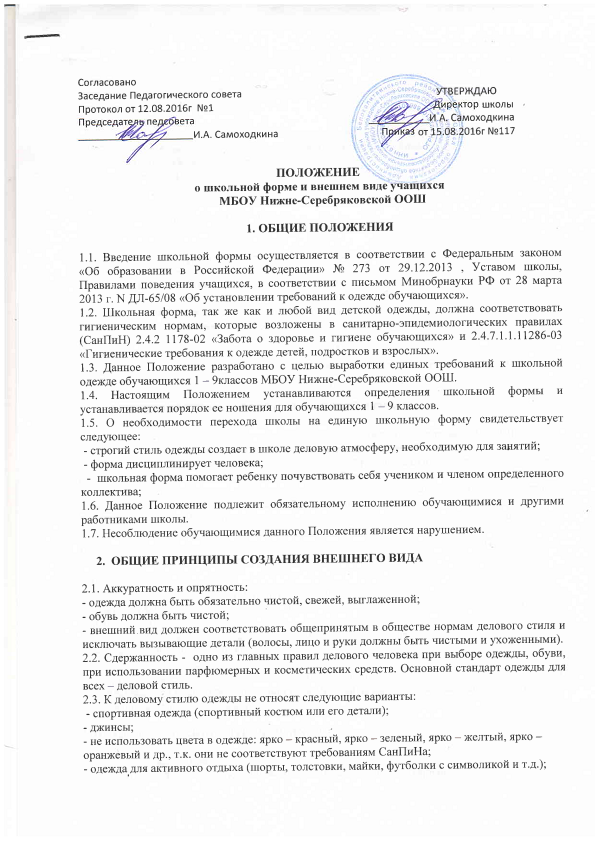 Согласовано
Заседание Педагогического совета
Протокол от 12.08.2016г №1
Председатель педсовета
И.А. Самоходкина
УТВЕРЖДАЮ
Директор школы
И.А. Самоходкина
Приказ от 15.08.2016г №117
ПОЛОЖЕНИЕ
о школьной форме и внешнем виде учащихся
МБОУ Нижне-Серебряковской ООШ
1. ОБЩИЕ ПОЛОЖЕНИЯ
1.1. Введение школьной формы осуществляется в соответствии с Федеральным законом
«Об образовании в Российской Федерации» № 273 от 29.12.2013 , Уставом школы,
Правилами поведения учащихся, в соответствии с письмом Минобрнауки РФ от 28 марта
2013 г. N ДЛ-65/08 «Об установлении требований к одежде обучающихся».
1.2. Школьная форма, так же как и любой вид детской одежды, должна соответствовать
гигиеническим нормам, которые возложены в санитарно-эпидемиологических правилах
(СанПиН) 2.4.2 1178-02 «Забота о здоровье и гигиене обучающихся» и 2.4.7.1.1.11286-03
«Гигиенические требования к одежде детей, подростков и взрослых».
1.3. Данное Положение разработано с целью выработки единых требований к школьной
одежде обучающихся 1 – 9классов МБОУ Нижне-Серебряковской ООШ.
1.4. Настоящим Положением устанавливаются определения школьной формы и
устанавливается порядок ее ношения для обучающихся 1 – 9 классов.
1.5. О необходимости перехода школы на единую школьную форму свидетельствует
следующее:
- строгий стиль одежды создает в школе деловую атмосферу, необходимую для занятий;
- форма дисциплинирует человека;
- школьная форма помогает ребенку почувствовать себя учеником и членом определенного
коллектива;
1.6. Данное Положение подлежит обязательному исполнению обучающимися и другими
работниками школы.
1.7. Несоблюдение обучающимися данного Положения является нарушением.
2. ОБЩИЕ ПРИНЦИПЫ СОЗДАНИЯ ВНЕШНЕГО ВИДА
2.1. Аккуратность и опрятность:
- одежда должна быть обязательно чистой, свежей, выглаженной;
- обувь должна быть чистой;
- внешний вид должен соответствовать общепринятым в обществе нормам делового стиля и
исключать вызывающие детали (волосы, лицо и руки должны быть чистыми и ухоженными).
2.2. Сдержанность - одно из главных правил делового человека при выборе одежды, обуви,
при использовании парфюмерных и косметических средств. Основной стандарт одежды для
всех – деловой стиль.
2.3. К деловому стилю одежды не относят следующие варианты:
- спортивная одежда (спортивный костюм или его детали);
- джинсы;
- не использовать цвета в одежде: ярко – красный, ярко – зеленый, ярко – желтый, ярко –
оранжевый и др., т.к. они не соответствуют требованиям СанПиНа;
- одежда для активного отдыха (шорты, толстовки, майки, футболки с символикой и т.д.);